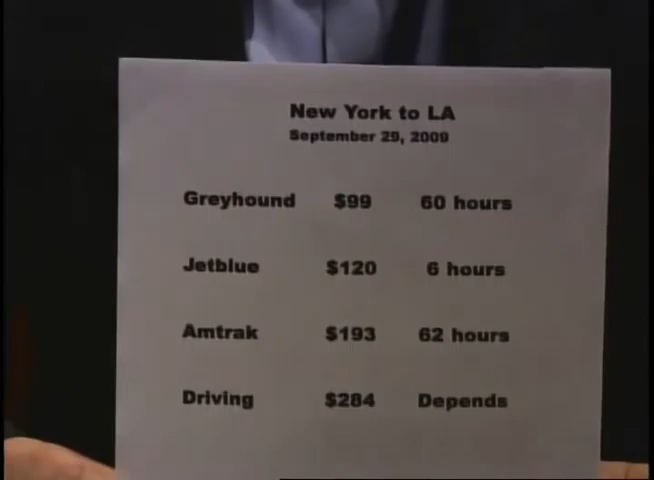 New York to LA
September 29, 2009
Greyhound $99 60 hours
Jetblue $120 6 hours
Amtrak $193 62 hours
Driving $284 Depends